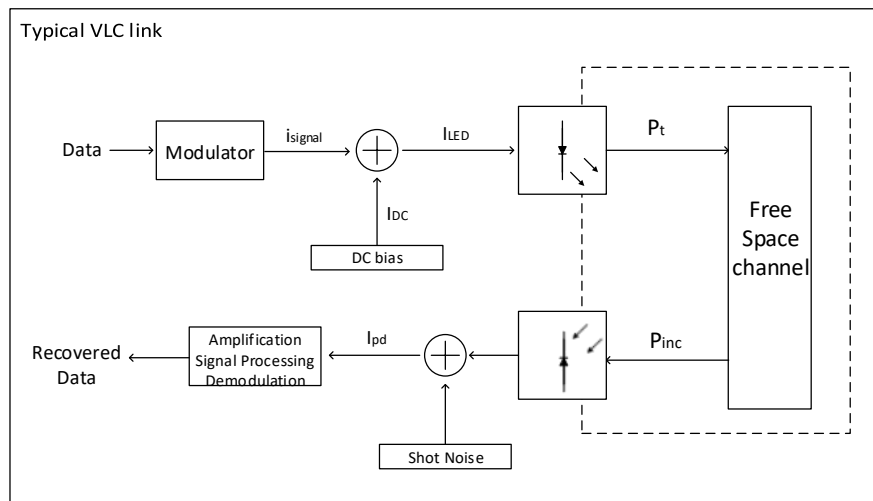 Typical VLC link
Data
Modulator
isignal
ILED
Pt
IDC
DC bias
Free
Space
channel
Recovered
Data
Amplification
Signal Processing
Demodulation
Ipd
Pinc
Shot Noise